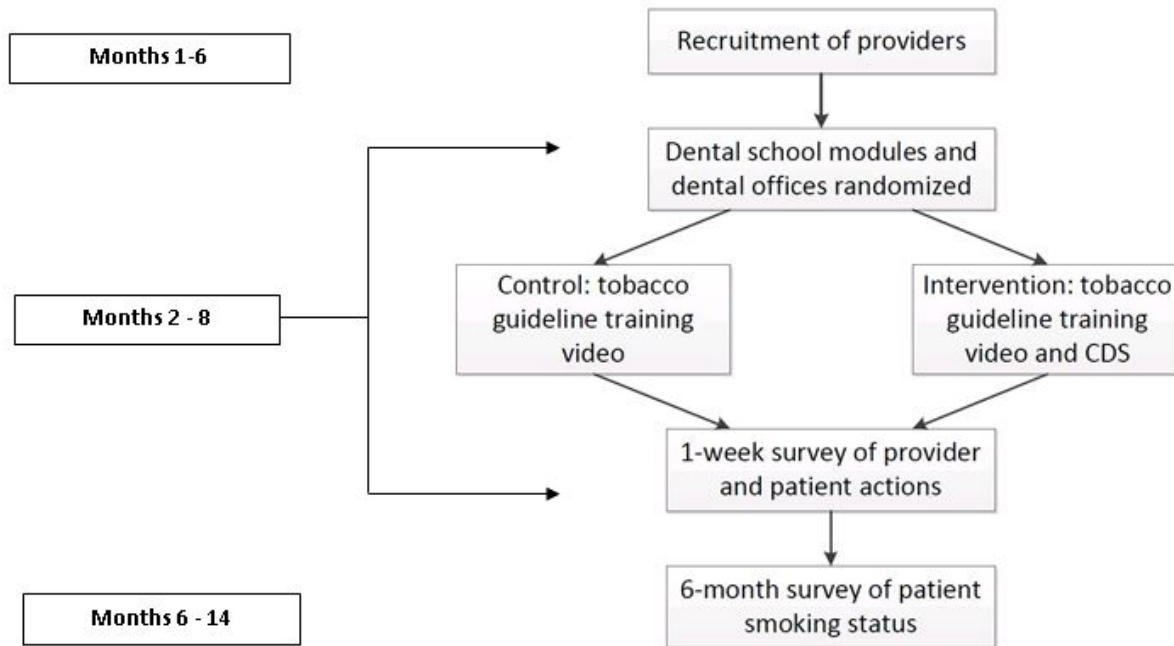 Months 1-6
Recruitment of providers
Dental school modules and
dental offices randomized
Months 2 - 8
Control: tobacco
guideline training
video
Intervention: tobacco
guideline training
video and CDS
1-week survey of provider
and patient actions
Months 6 - 14
6-month survey of patient
smoking status